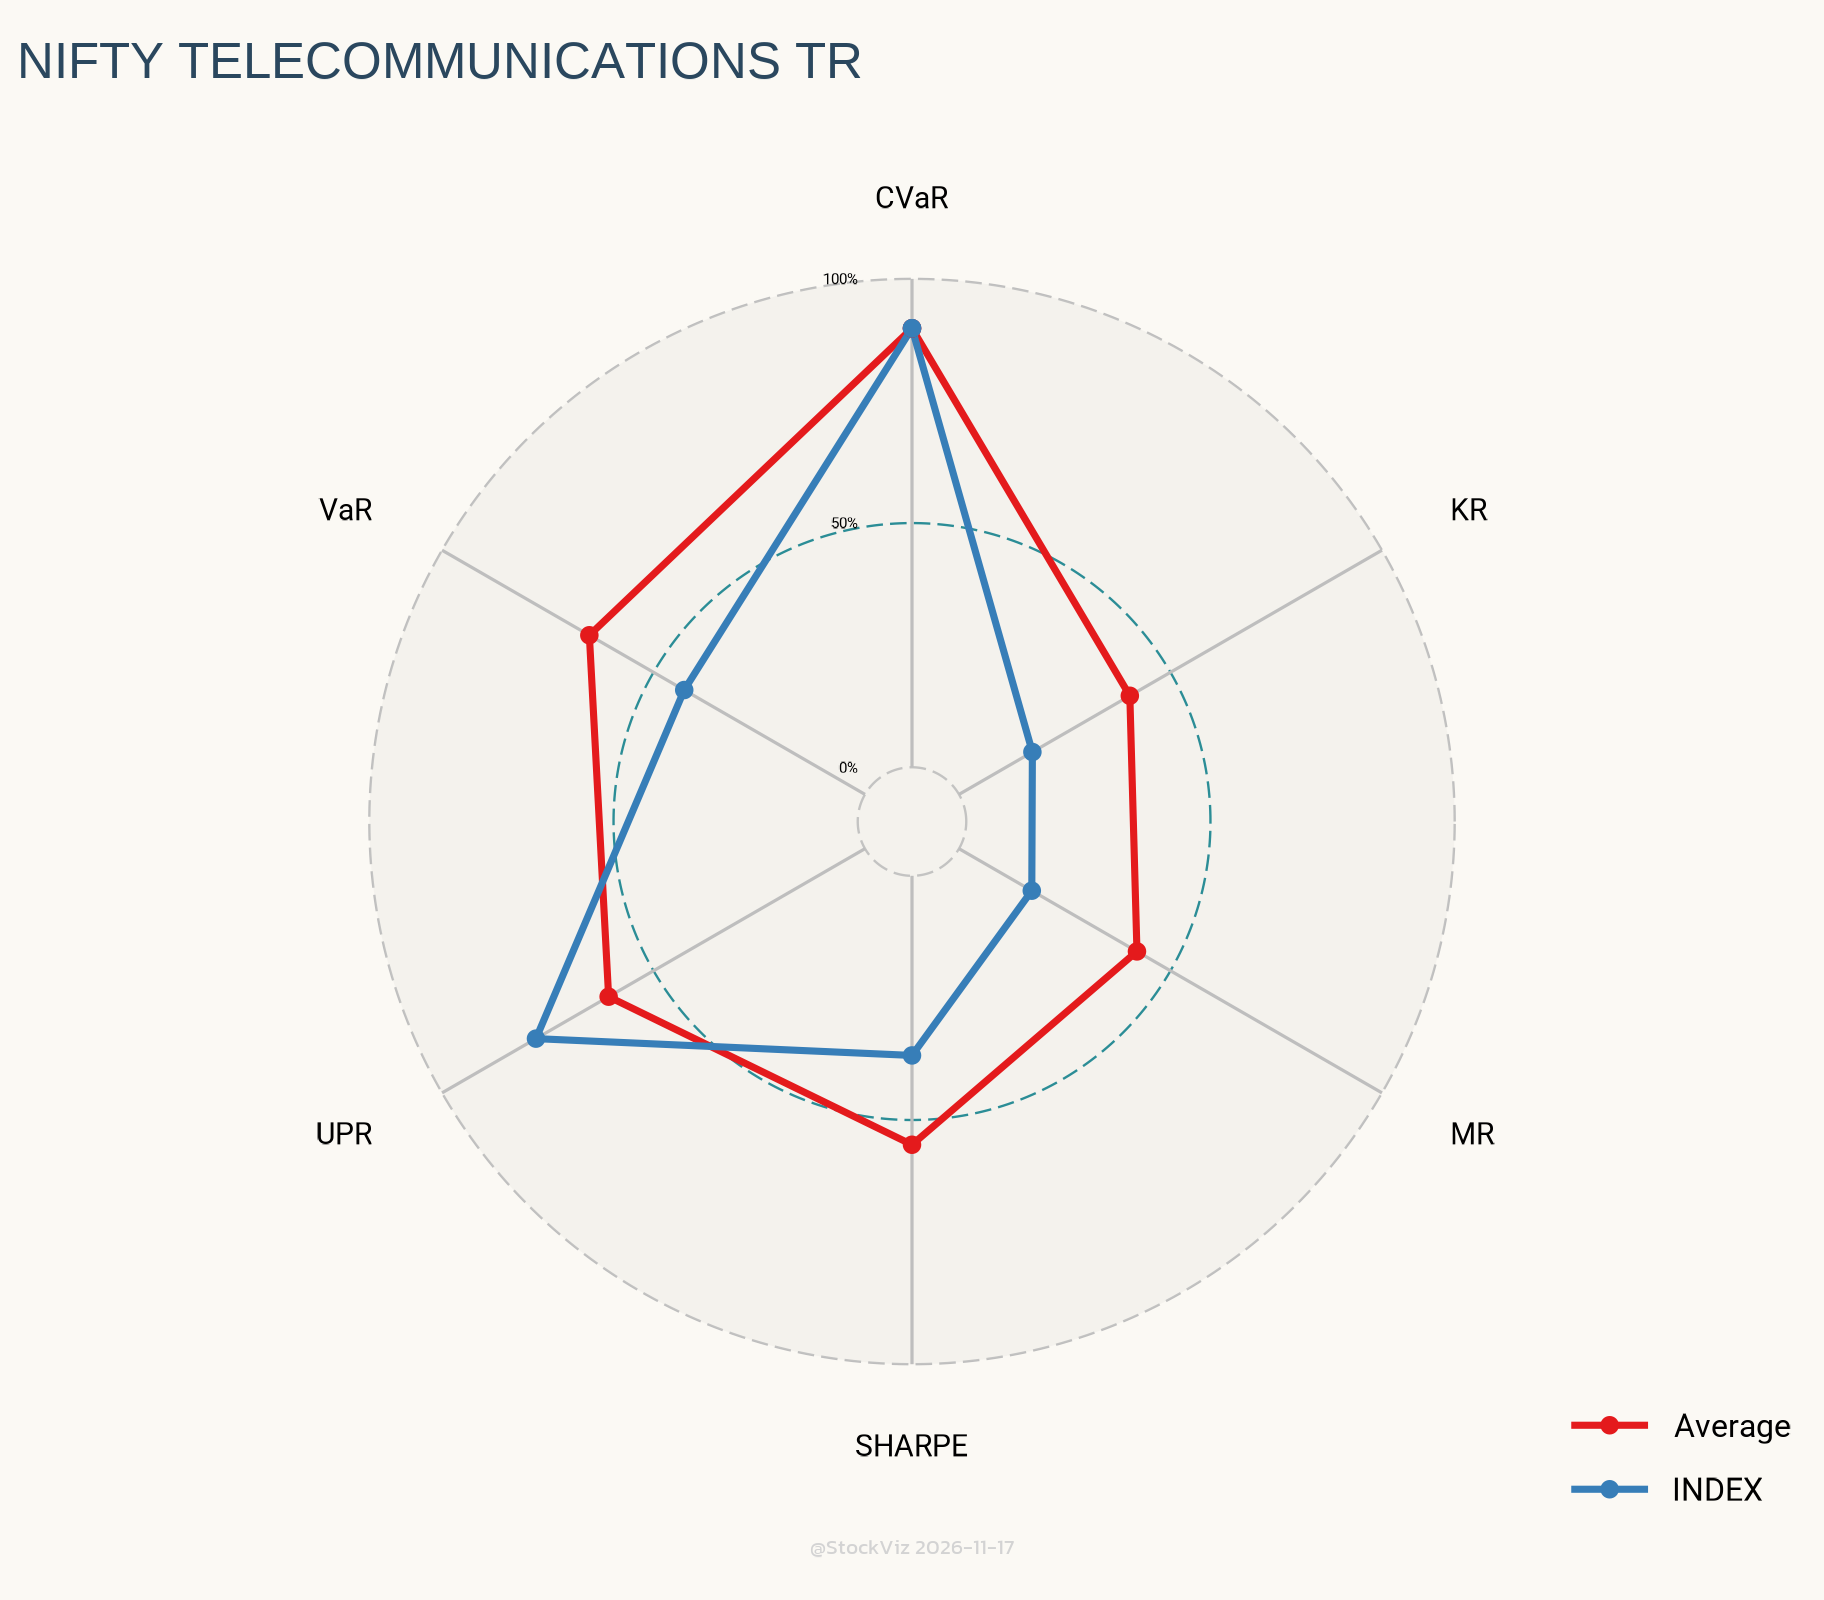 NIFTY TELECOMMUNICATIONS TR
CVaR
100%
VaR
KR
50%
0%
UPR
MR
SHARPE
Average
INDEX
@StockViz 2026-11-17